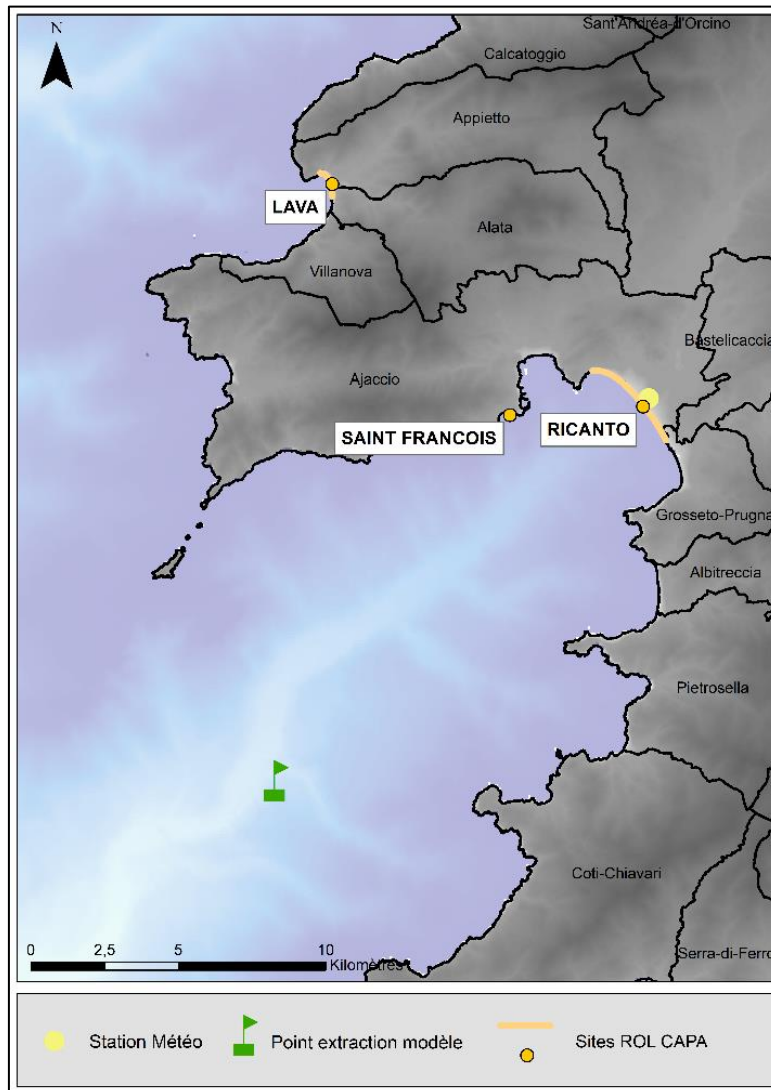 N
Sant'Andréa-d'Orcino
Calcatoggio
Appietto
LAVA
Alata
Villanova
Bastelicaccia
Ajaccio
SAINT FRANCOIS
RICANTO
Grosseto-Prugna
Albitreccia
Pietrosella
Coti-Chiavari
Serra-di-Ferro
0 2,5 5 10
Kilomètres
Station Météo
Point extraction modèle
Sites ROL CAPA